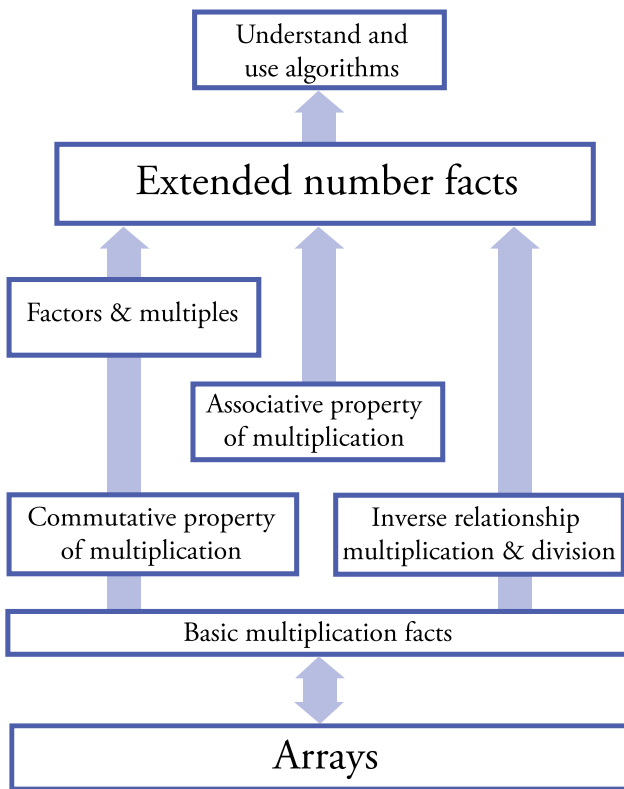 Understand and
use algorithms
Extended number facts
Factors & multiples
Associative property
of multiplication
Commutative property
of multiplication
Inverse relationship
multiplication & division
Basic multiplication facts
Arrays